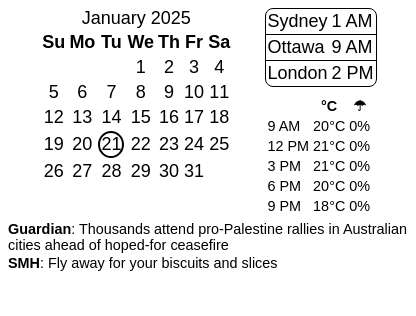 January 2025
Su Mo Tu We Th Fr Sa
1 2 3 4
5 6 7 8 9 10 11
12 13 14 15 16 17 18
19 20 21 22 23 24 25
26 27 28 29 30 31
Sydney 1 AM
Ottawa 9 AM
London 2 PM
°C ☂
9 AM 20°C 0%
12 PM 21°C 0%
3 PM 21°C 0%
6 PM 20°C 0%
9 PM 18°C 0%
Guardian: Thousands attend pro-Palestine rallies in Australian
cities ahead of hoped-for ceasefire
SMH: Fly away for your biscuits and slices